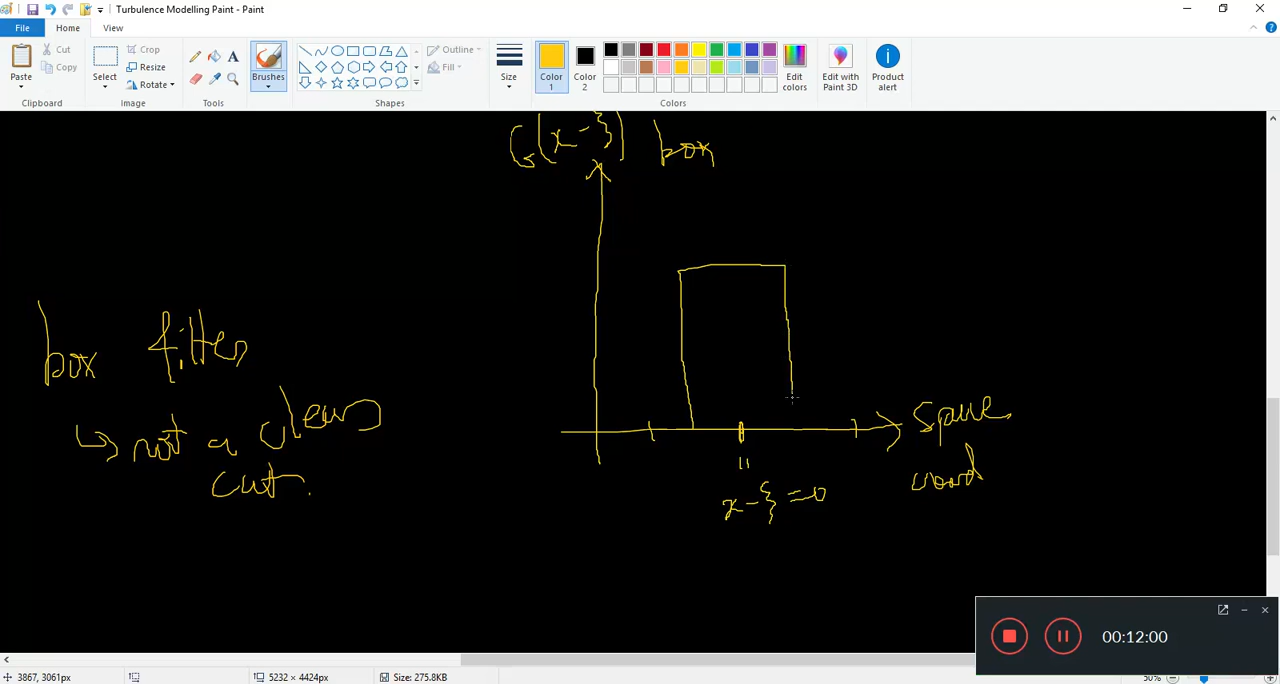 Turbulence Modelling Paint - Paint
File Home View
Paste Cut Copy Clipboard
Select Crop Resize Rotate Image
Tools
Brushes
Shapes Outline Fill
Size
Color 1
Color 2
Edit colors
Colors
Edit with Paint 3D
Product alert
G(x-ξ) box
box filter
↳ not a clean
cut.
x-ξ=0
space
coord
00:12:00
3867, 3061px
5232 × 4424px
Size: 275.8KB
50%